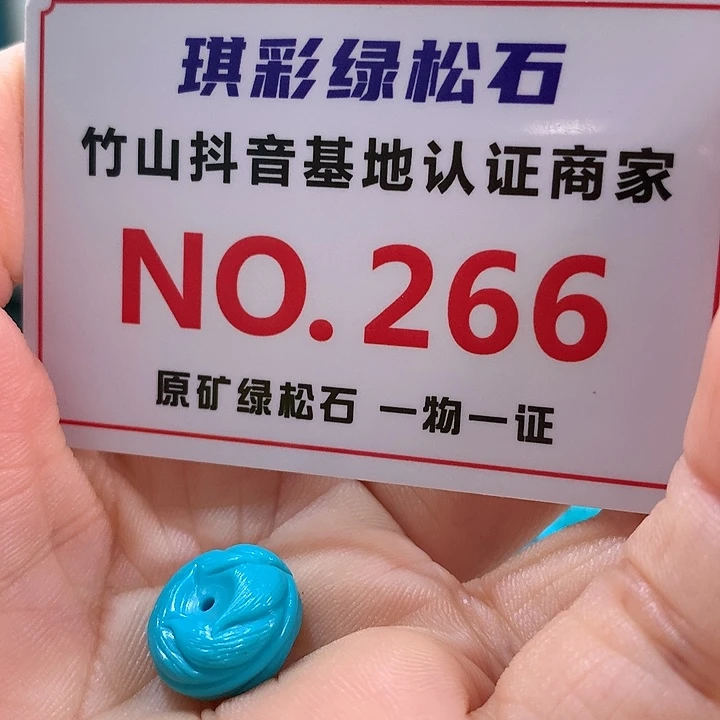 琪彩绿松石
竹山抖音基地认证商家
NO.266
原矿绿松石 一物一证